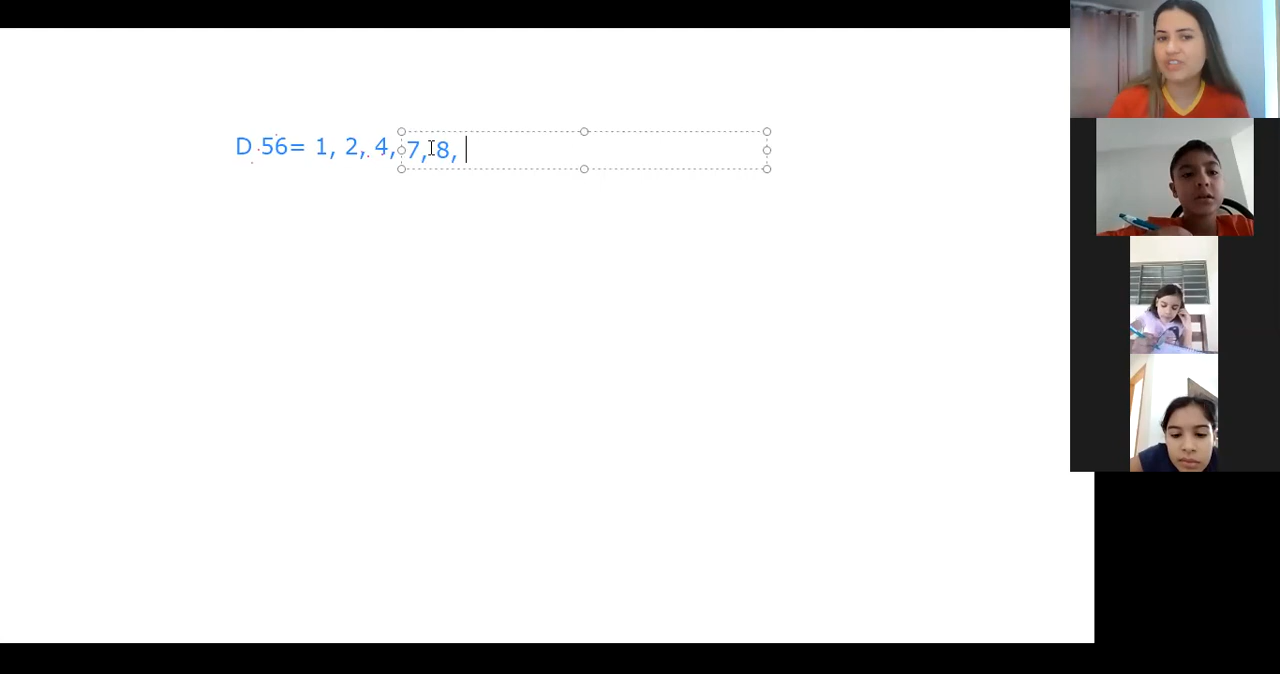 D 56= 1, 2, 4, 7, 8,